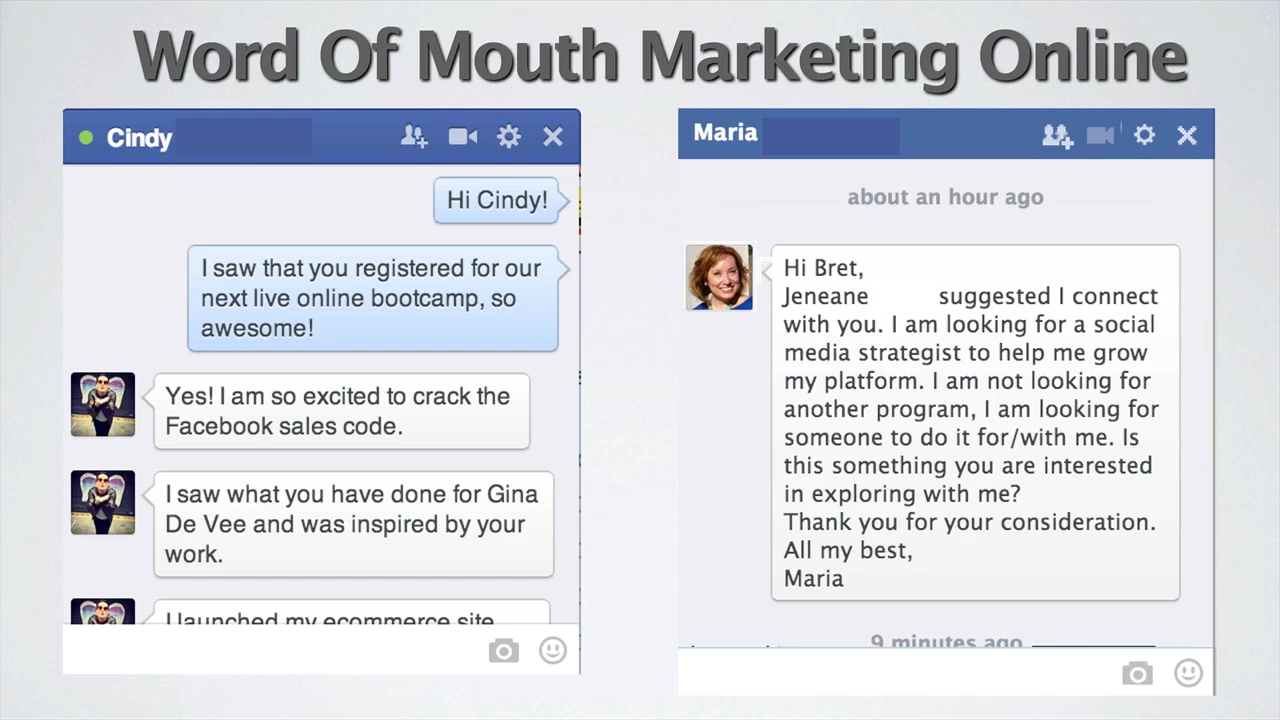 Word Of Mouth Marketing Online
Cindy
Hi Cindy!
I saw that you registered for our
next live online bootcamp, so
awesome!
Yes! I am so excited to crack the
Facebook sales code.
I saw what you have done for Gina
De Vee and was inspired by your
work.
I launched my ecommerce site
Maria
about an hour ago
Hi Bret,
Jeneane suggested I connect
with you. I am looking for a social
media strategist to help me grow
my platform. I am not looking for
another program, I am looking for
someone to do it for/with me. Is
this something you are interested
in exploring with me?
Thank you for your consideration.
All my best,
Maria
9 minutes ago